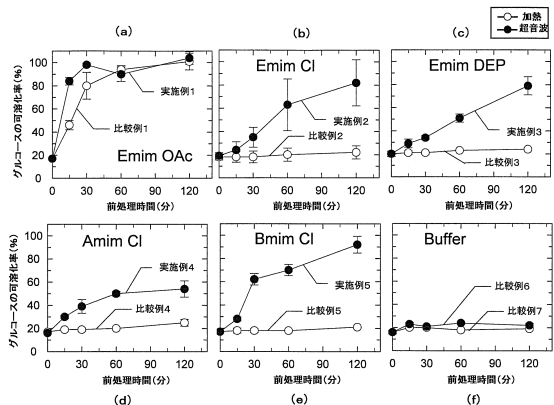 (a) (b) (c)
○ 加熱
● 超音波
グルコースの可溶化率(%)
100
80
60
40
20
0
実施例1
比較例1
Emim OAc
0 30 60 90 120
前処理時間(分)
Emim Cl
実施例2
比較例2
0 30 60 90 120
前処理時間(分)
Emim DEP
実施例3
比較例3
0 30 60 90 120
前処理時間(分)
グルコースの可溶化率(%)
100
80
60
40
20
0
Amim Cl
実施例4
比較例4
0 30 60 90 120
前処理時間(分)
Bmim Cl
実施例5
比較例5
0 30 60 90 120
前処理時間(分)
Buffer
比較例6
比較例7
0 30 60 90 120
前処理時間(分)
(d) (e) (f)